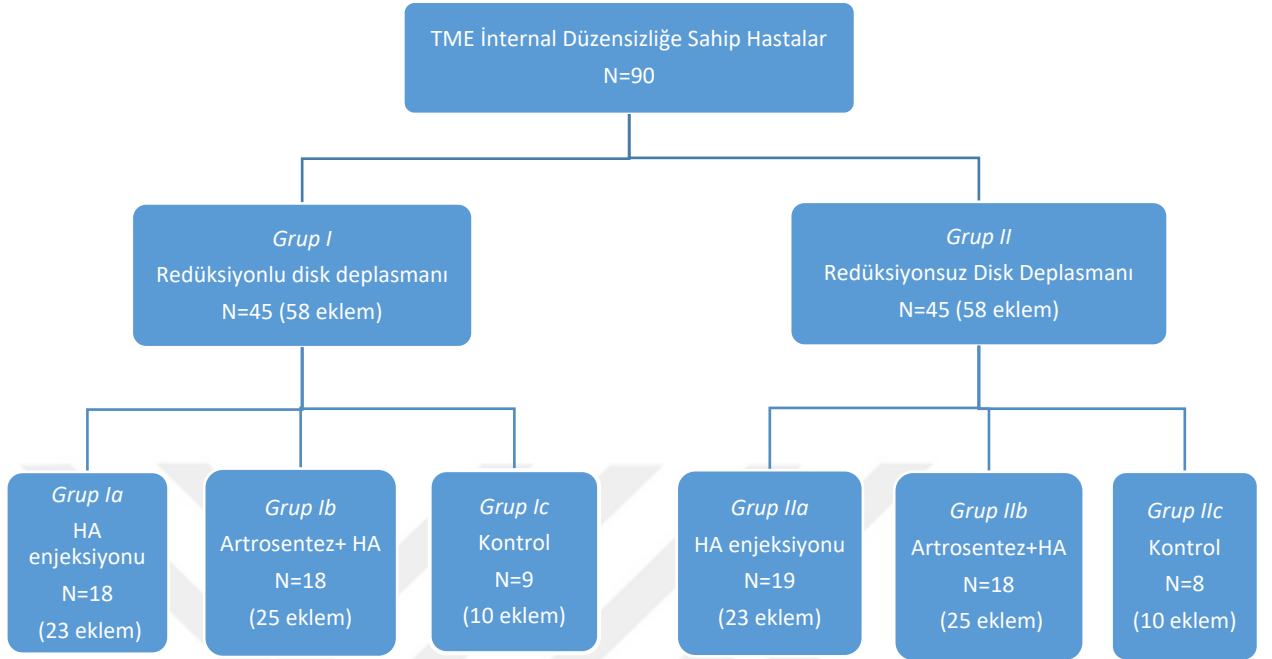 TME İnternal Düzensizliğe Sahip Hastalar
N=90
Grup I
Redüksiyonlu disk deplasmanı
N=45 (58 eklem)
Grup II
Redüksiyonsuz Disk Deplasmanı
N=45 (58 eklem)
Grup Ia
HA
enjeksiyonu
N=18
(23 eklem)
Grup Ib
Artrosentez+ HA
N=18
(25 eklem)
Grup Ic
Kontrol
N=9
(10 eklem)
Grup IIa
HA enjeksiyonu
N=19
(23 eklem)
Grup IIb
Artrosentez+HA
N=18
(25 eklem)
Grup IIc
Kontrol
N=8
(10 eklem)